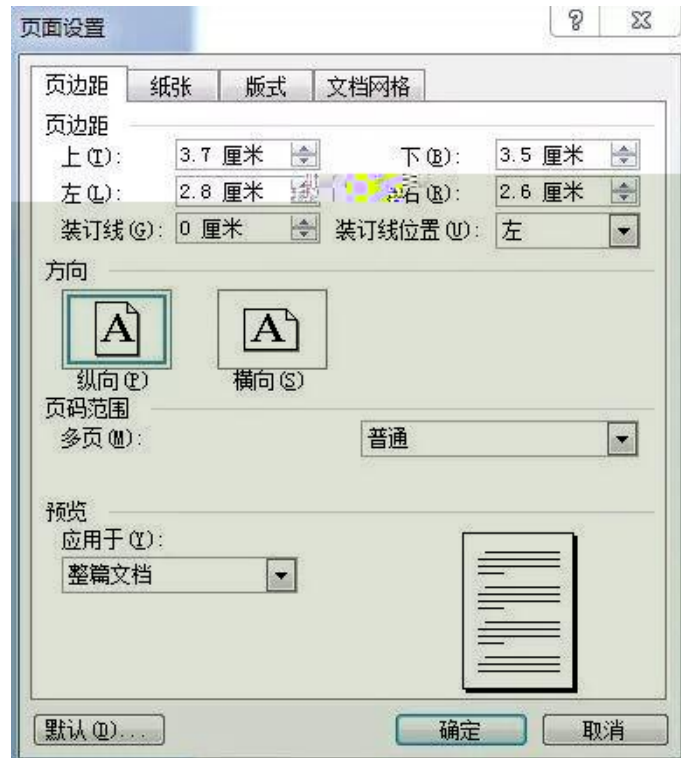 页面设置
页边距 纸张 版式 文档网格
页边距
上(T): 3.7 厘米 下(B): 3.5 厘米
左(L): 2.8 厘米 右(R): 2.6 厘米
装订线(G): 0 厘米 装订线位置(U): 左
方向
A A
纵向(P) 横向(S)
页码范围
多页(M): 普通
预览
应用于(Y):
整篇文档
默认(D)... 确定 取消